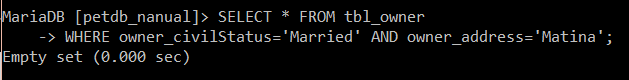 MariaDB [petdb_nanual]> SELECT * FROM tbl_owner
-> WHERE owner_civilStatus='Married' AND owner_address='Matina';
Empty set (0.000 sec)